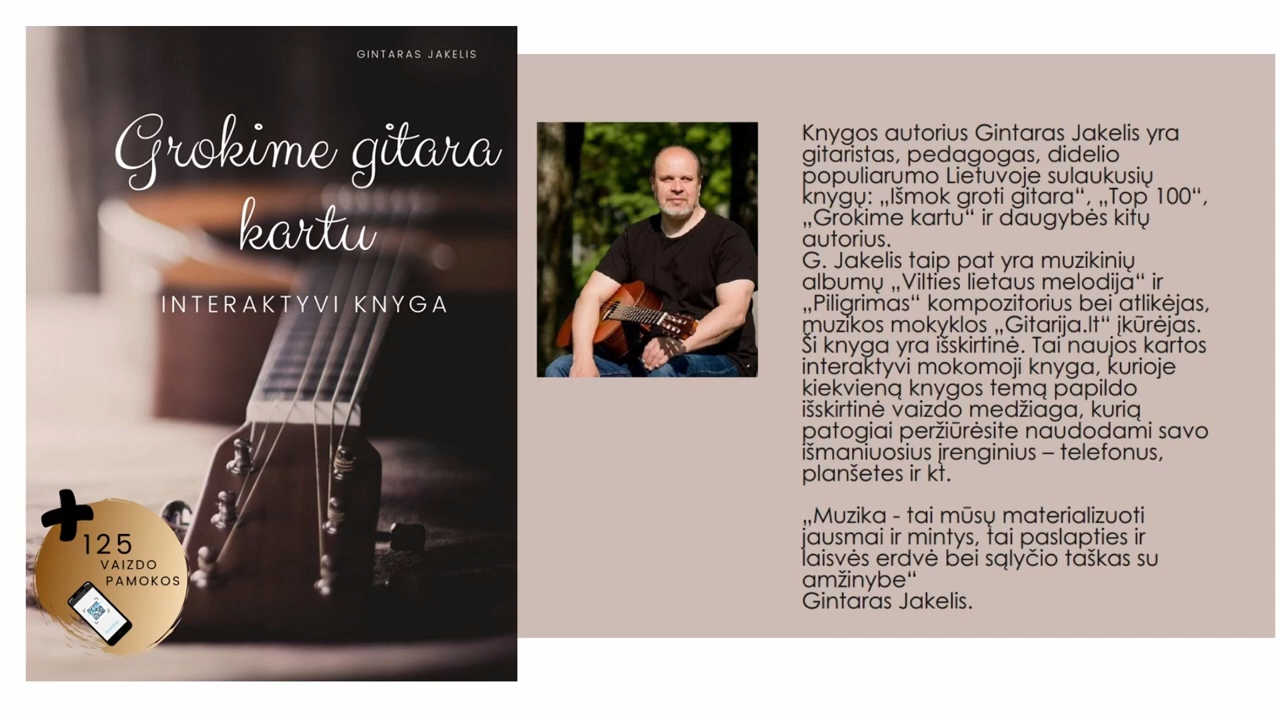 GINTARAS JAKELIS
Grokime gitara
kartu
INTERAKTYVI KNYGA
125
VAIZDO
PAMOKOS
Knygos autorius Gintaras Jakelis yra
gitaristas, pedagogas, didelio
populiarumo Lietuvoje sulaukusių
knygų: „Išmok groti gitara“, „Top 100“,
„Grokime kartu“ ir daugybės kitų
autorius.
G. Jakelis taip pat yra muzikinių
albumų „Vilties lietaus melodija“ ir
„Piligrimas“ kompozitorius bei atlikėjas,
muzikos mokyklos „Gitarija.lt“ įkūrėjas.
Ši knyga yra išskirtinė. Tai naujos kartos
interaktyvi mokomoji knyga, kurioje
kiekvieną knygos temą papildo
išskirtinė vaizdo medžiaga, kurią
patogiai peržiūrėsite naudodami savo
išmaniuosius įrenginius – telefonus,
planšetes ir kt.
„Muzika - tai mūsų materializuoti
jausmai ir mintys, tai paslapties ir
laisvės erdvė bei sąlyčio taškas su
amžinybe“
Gintaras Jakelis.